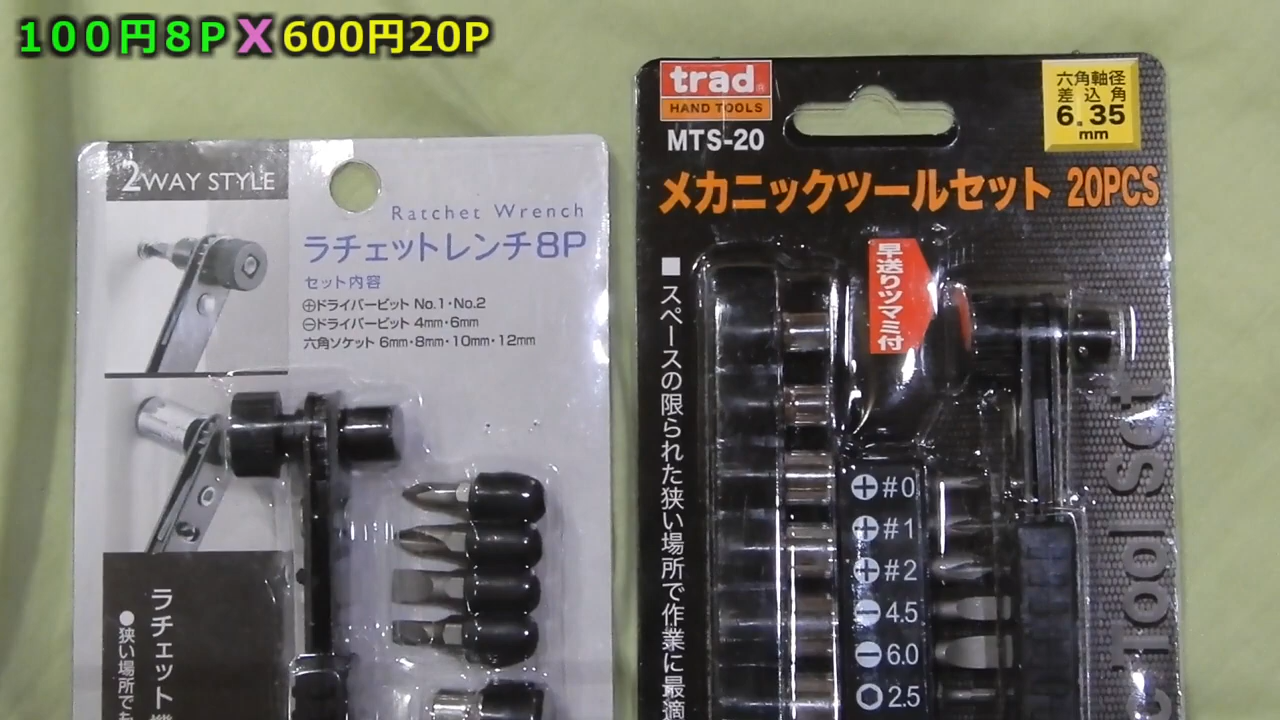 100円8P X 600円20P
2WAY STYLE
Ratchet Wrench
ラチェットレンチ8P
セット内容
⊕ドライバービット No.1・No.2
⊖ドライバービット 4mm・6mm
六角ソケット 6mm・8mm・10mm・12mm
ラチェット機
●狭い場所でも
trad®
HAND TOOLS
MTS-20
六角軸径
差込角
6.35
mm
メカニックツールセット 20PCS
早送りツマミ付
■スペースの限られた狭い場所で作業に最適
⊕#0
⊕#1
⊕#2
⊖4.5
⊖6.0
2.5
Tool Set